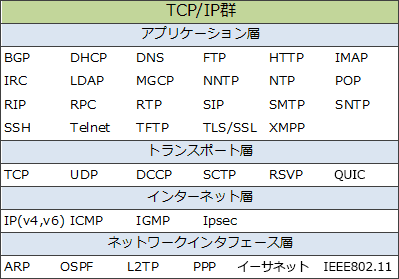 TCP/IP群
アプリケーション層
BGP DHCP DNS FTP HTTP IMAP
IRC LDAP MGCP NNTP NTP POP
RIP RPC RTP SIP SMTP SNTP
SSH Telnet TFTP TLS/SSL XMPP
トランスポート層
TCP UDP DCCP SCTP RSVP QUIC
インターネット層
IP(v4,v6) ICMP IGMP Ipsec
ネットワークインタフェース層
ARP OSPF L2TP PPP イーサネット IEEE802.11